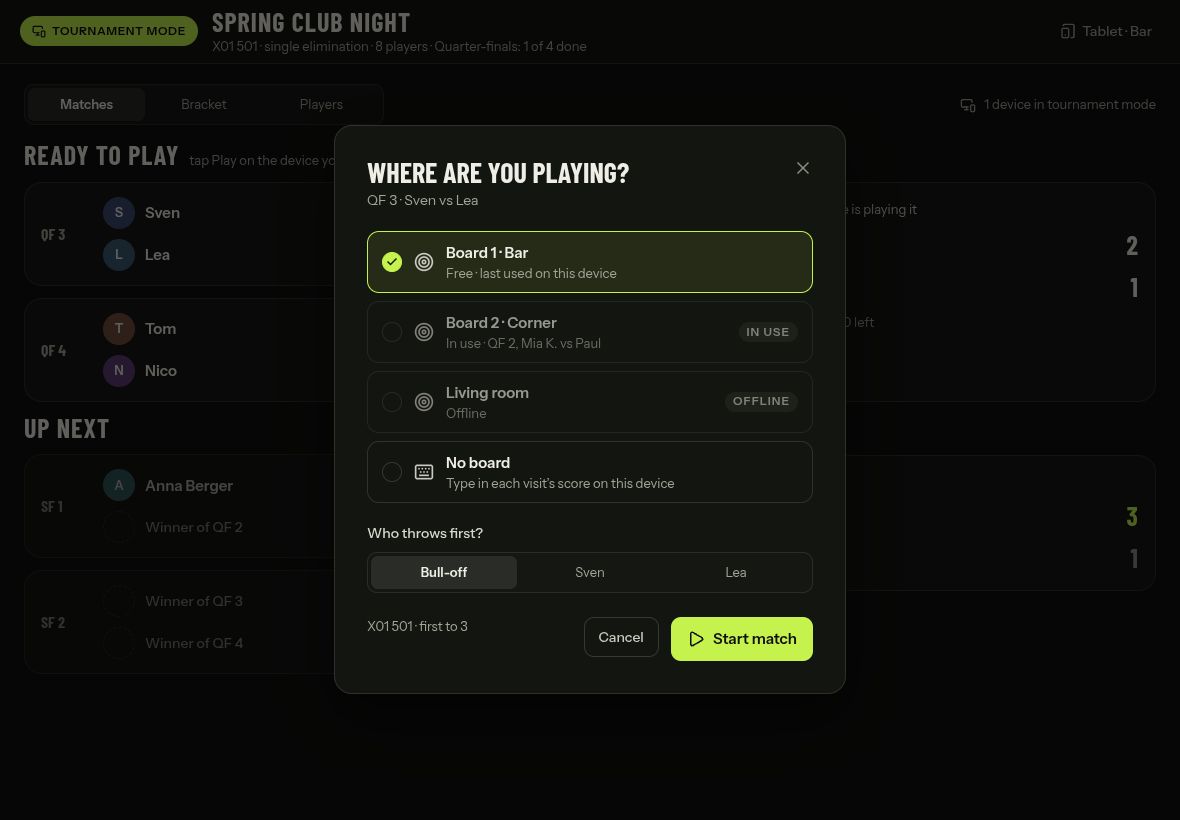 TOURNAMENT MODE
SPRING CLUB NIGHT
X01 501 · single elimination · 8 players · Quarter-finals: 1 of 4 done
Tablet · Bar
Matches
Bracket
Players
1 device in tournament mode
READY TO PLAY
tap Play on the device yo
WHERE ARE YOU PLAYING?
QF 3 · Sven vs Lea
QF 3
S
Sven
L
Lea
e is playing it
2
1
Board 1 · Bar
Free · last used on this device
QF 4
T
Tom
N
Nico
0 left
Board 2 · Corner
In use · QF 2, Mia K. vs Paul
IN USE
Living room
Offline
OFFLINE
UP NEXT
No board
Type in each visit's score on this device
SF 1
A
Anna Berger
Winner of QF 2
3
1
Who throws first?
Bull-off
Sven
Lea
SF 2
Winner of QF 3
Winner of QF 4
X01 501 · first to 3
Cancel
Start match